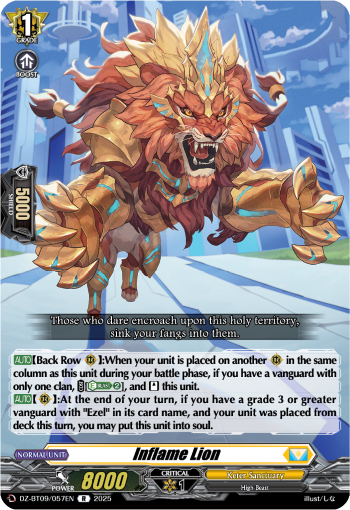 1
GRADE
BOOST
5000
SHIELD
Those who dare encroach upon this holy territory,
sink your fangs into them.
AUTO【Back Row 】:When your unit is placed on another in the same
column as this unit during your battle phase, if you have a vanguard with
only one clan, and this unit.
AUTO【 】:At the end of your turn, if you have a grade 3 or greater
vanguard with "Ezel" in its card name, and your unit was placed from
deck this turn, you may put this unit into soul.
NORMAL UNIT
Inflame Lion
POWER 8000
CRITICAL
1
Keter Sanctuary
High Beast
DZ-BT09/057EN R 2025
illust/L.G